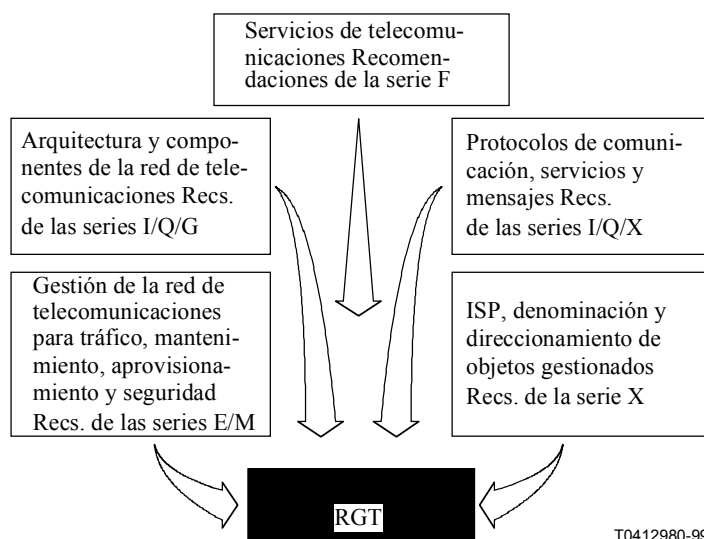 Servicios de telecomu-
nicaciones Recomen-
daciones de la serie F
Arquitectura y compo-
nentes de la red de tele-
comunicaciones Recs.
de las series I/Q/G
Protocolos de comuni-
cación, servicios y
mensajes Recs.
de las series I/Q/X
Gestión de la red de
telecomunicaciones
para tráfico, manteni-
miento, aprovisiona-
miento y seguridad
Recs. de las series E/M
ISP, denominación y
direccionamiento de
objetos gestionados
Recs. de la serie X
RGT
T0412980-99